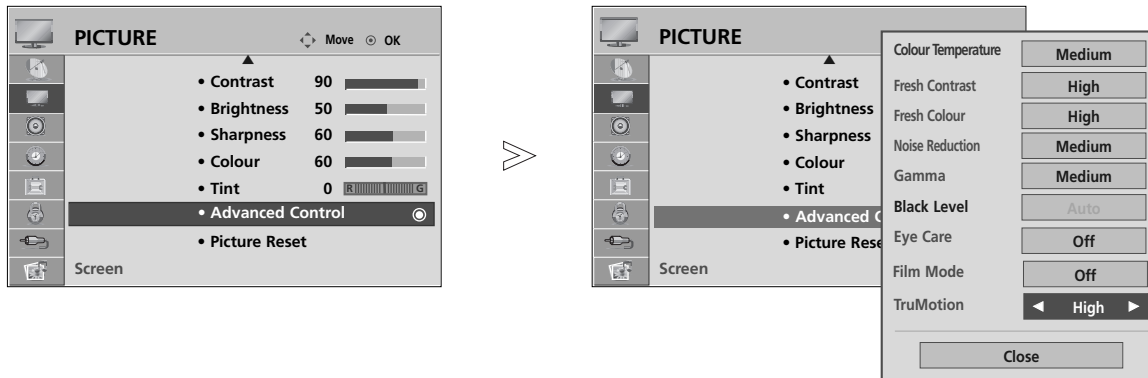 PICTURE
Move OK
• Contrast 90
• Brightness 50
• Sharpness 60
• Colour 60
• Tint 0 R G
• Advanced Control
• Picture Reset
Screen
PICTURE
• Contrast
• Brightness
• Sharpness
• Colour
• Tint
• Advanced C
• Picture Rese
Screen
Colour Temperature Medium
Fresh Contrast High
Fresh Colour High
Noise Reduction Medium
Gamma Medium
Black Level Auto
Eye Care Off
Film Mode Off
TruMotion ◄ High ►
Close